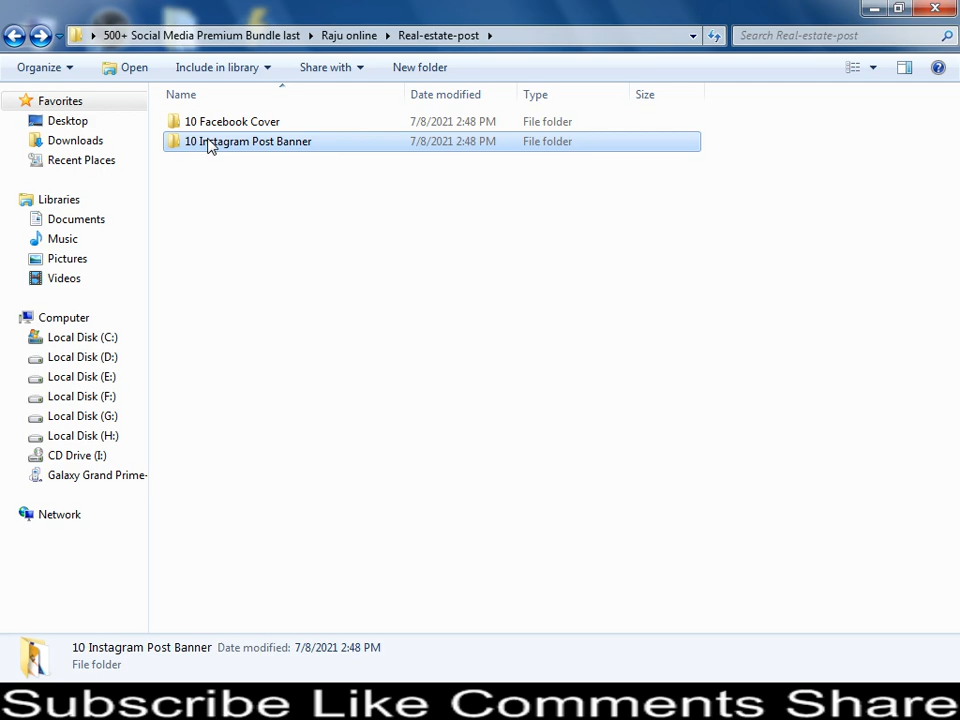 500+ Social Media Premium Bundle last Raju online Real-estate-post
Search Real-estate-post
Organize Open Include in library Share with New folder
Name Date modified Type Size
10 Facebook Cover 7/8/2021 2:48 PM File folder
10 Instagram Post Banner 7/8/2021 2:48 PM File folder
Favorites
Desktop
Downloads
Recent Places
Libraries
Documents
Music
Pictures
Videos
Computer
Local Disk (C:)
Local Disk (D:)
Local Disk (E:)
Local Disk (F:)
Local Disk (G:)
Local Disk (H:)
CD Drive (I:)
Galaxy Grand Prime-
Network
10 Instagram Post Banner Date modified: 7/8/2021 2:48 PM
File folder
Subscribe Like Comments Share